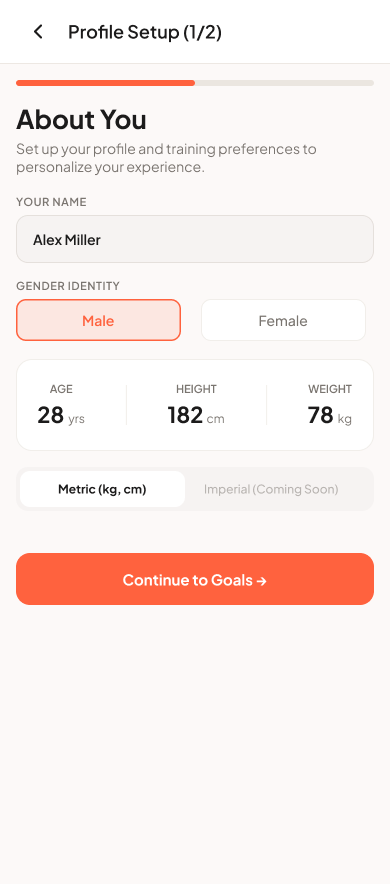 Profile Setup (1/2)
About You
Set up your profile and training preferences to
personalize your experience.
YOUR NAME
Alex Miller
GENDER IDENTITY
Male
Female
AGE
28 yrs
HEIGHT
182 cm
WEIGHT
78 kg
Metric (kg, cm)
Imperial (Coming Soon)
Continue to Goals →